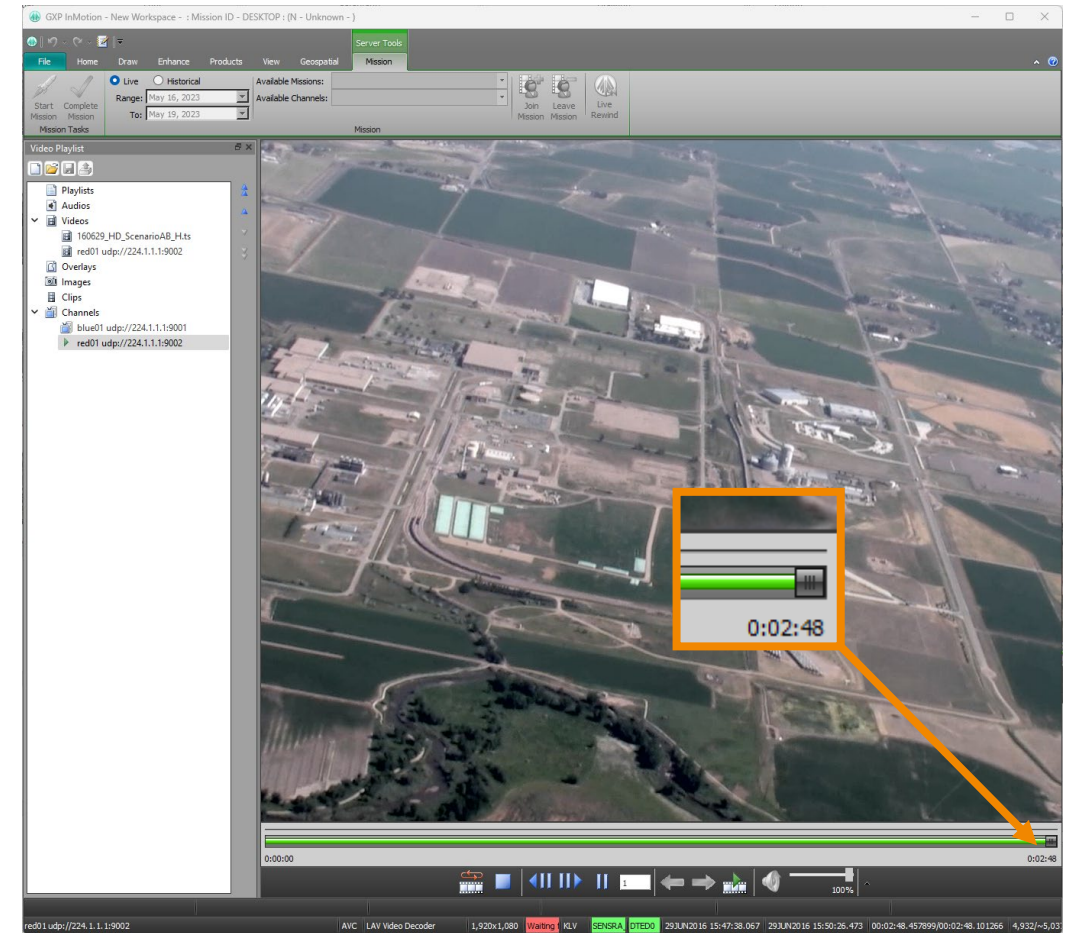 GXP InMotion - New Workspace - : Mission ID - DESKTOP : (N - Unknown - )
Server Tools
File Home Draw Enhance Products View Geospatial Mission
Live Historical
Range: May 16, 2023
To: May 19, 2023
Available Missions:
Available Channels:
Start Mission
Complete Mission
Join Mission
Leave Mission
Live Rewind
Mission Tasks
Mission
Video Playlist
Playlists
Audios
Videos
160629_HD_ScenarioAB_H.ts
red01 udp://224.1.1.1:9002
Overlays
Images
Clips
Channels
blue01 udp://224.1.1.1:9001
red01 udp://224.1.1.1:9002
0:02:48
0:00:00 0:02:48
1
100%
red01 udp://224.1.1.1:9002 AVC LAV Video Decoder 1,920x1,080 Waiting KLV SENSRA_ DTED0 29JUN2016 15:47:38.067 29JUN2016 15:50:26.473 00:02:48.457899/00:02:48.101266 4,932/~5,03